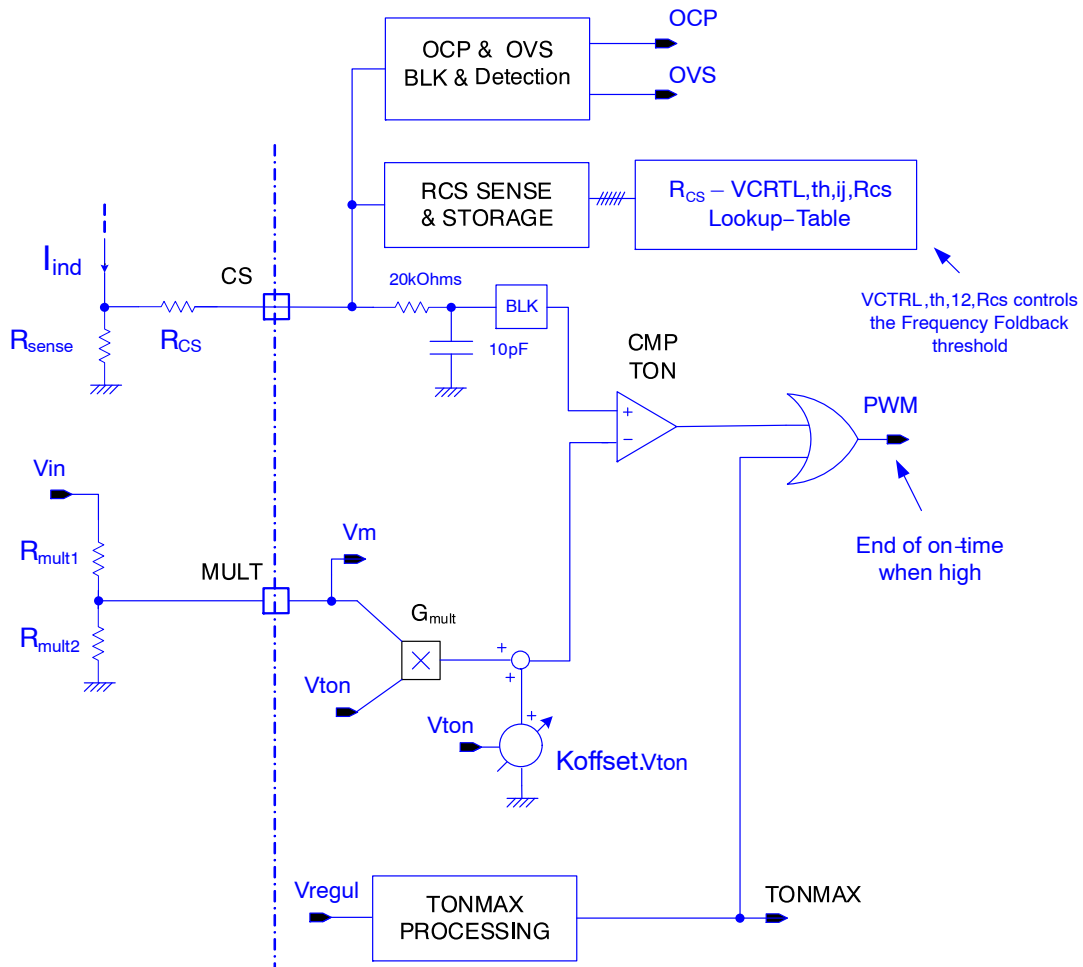 OCP & OVS
BLK & Detection
OCP
OVS
RCS SENSE
& STORAGE
RCS – VCRTL,th,ij,Rcs
Lookup–Table
VCTRL,th,12,Rcs controls
the Frequency Foldback
threshold
Iind
CS
Rsense
RCS
20kOhms
10pF
BLK
CMP
TON
+
−
PWM
End of on–time
when high
Vin
Rmult1
Rmult2
MULT
Vm
Gmult
×
Vton
+
+
+
Vton
Koffset.Vton
Vregul
TONMAX
PROCESSING
TONMAX